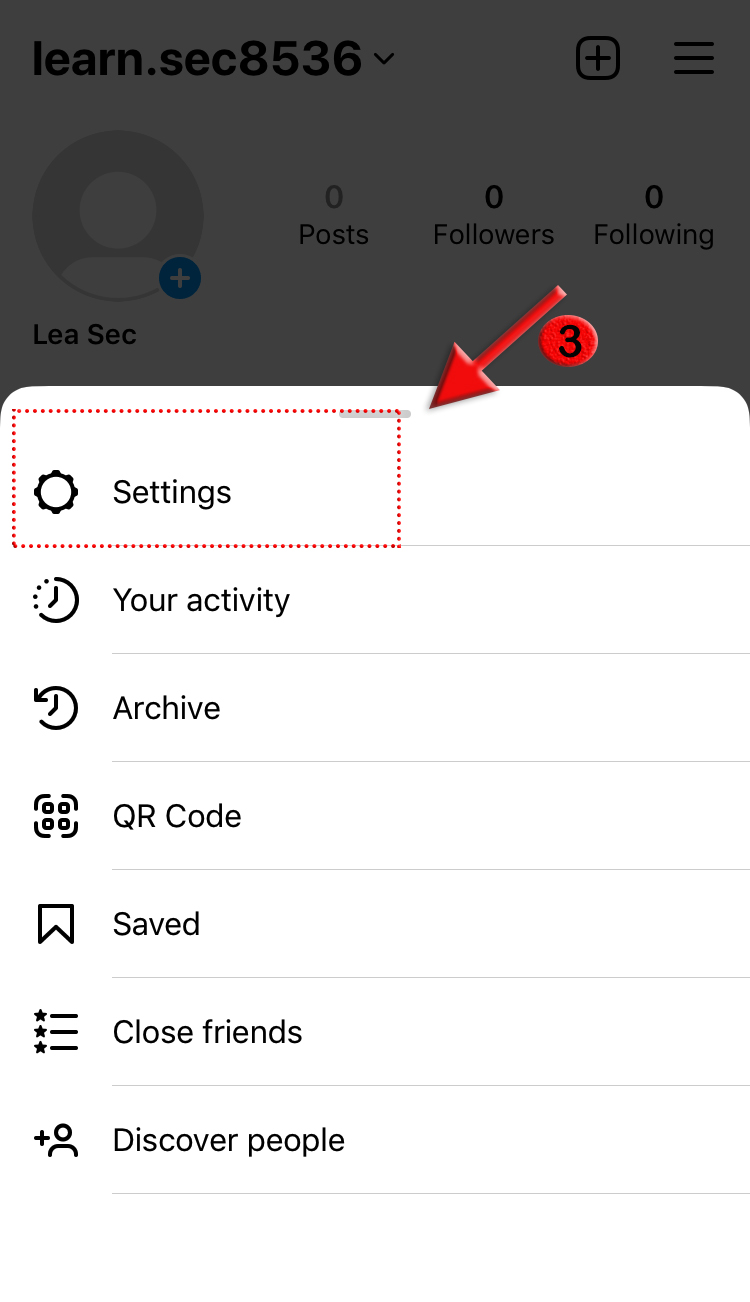 learn.sec8536
0 0 0
Posts Followers Following
Lea Sec
3
Settings
Your activity
Archive
QR Code
Saved
Close friends
Discover people